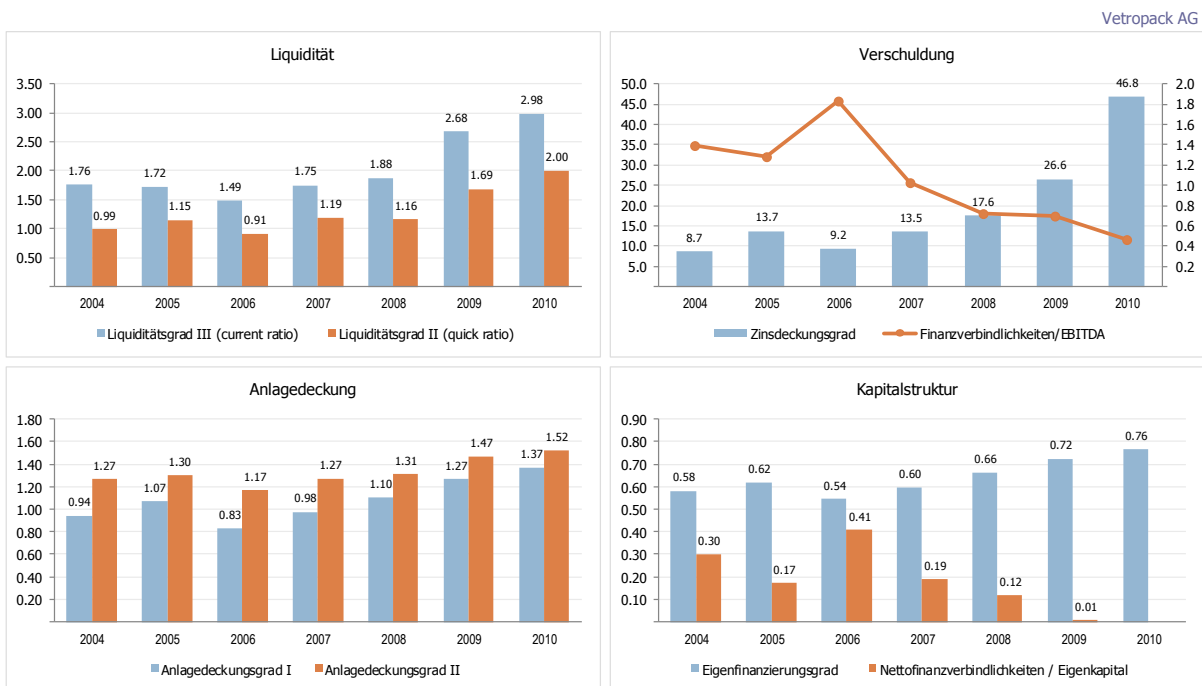 Vetropack AG
Liquidität
3.50
3.00
2.50
2.00
1.50
1.00
0.50
1.76 1.72 1.49 1.75 1.88 2.68 2.98
0.99 1.15 0.91 1.19 1.16 1.69 2.00
2004 2005 2006 2007 2008 2009 2010
Liquiditätsgrad III (current ratio) Liquiditätsgrad II (quick ratio)
Verschuldung
50.0
45.0
40.0
35.0
30.0
25.0
20.0
15.0
10.0
5.0
8.7 13.7 9.2 13.5 17.6 26.6 46.8
2.0
1.8
1.6
1.4
1.2
1.0
0.8
0.6
0.4
0.2
2004 2005 2006 2007 2008 2009 2010
Zinsdeckungsgrad Finanzverbindlichkeiten/EBITDA
Anlagedeckung
1.80
1.60
1.40
1.20
1.00
0.80
0.60
0.40
0.20
0.94 1.07 0.83 0.98 1.10 1.27 1.37
1.27 1.30 1.17 1.27 1.31 1.47 1.52
2004 2005 2006 2007 2008 2009 2010
Anlagedeckungsgrad I Anlagedeckungsgrad II
Kapitalstruktur
0.90
0.80
0.70
0.60
0.50
0.40
0.30
0.20
0.10
0.58 0.62 0.54 0.60 0.66 0.72 0.76
0.30 0.17 0.41 0.19 0.12 0.01
2004 2005 2006 2007 2008 2009 2010
Eigenfinanzierungsgrad Nettofinanzverbindlichkeiten / Eigenkapital